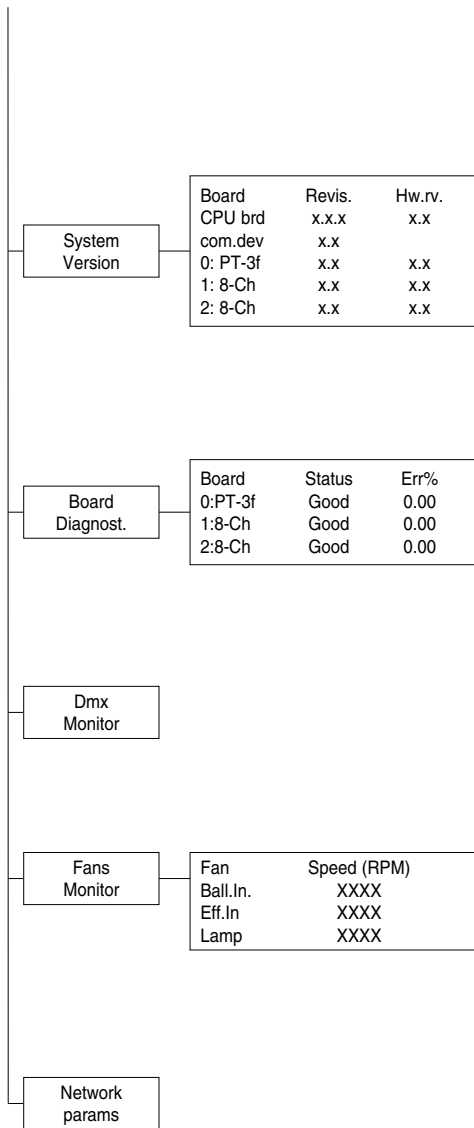 System
Version
Board Revis. Hw.rv.
CPU brd x.x.x x.x
com.dev x.x
0: PT-3f x.x x.x
1: 8-Ch x.x x.x
2: 8-Ch x.x x.x
Board
Diagnost.
Board Status Err%
0:PT-3f Good 0.00
1:8-Ch Good 0.00
2:8-Ch Good 0.00
Dmx
Monitor
Fans
Monitor
Fan Speed (RPM)
Ball.In. XXXX
Eff.In XXXX
Lamp XXXX
Network
params